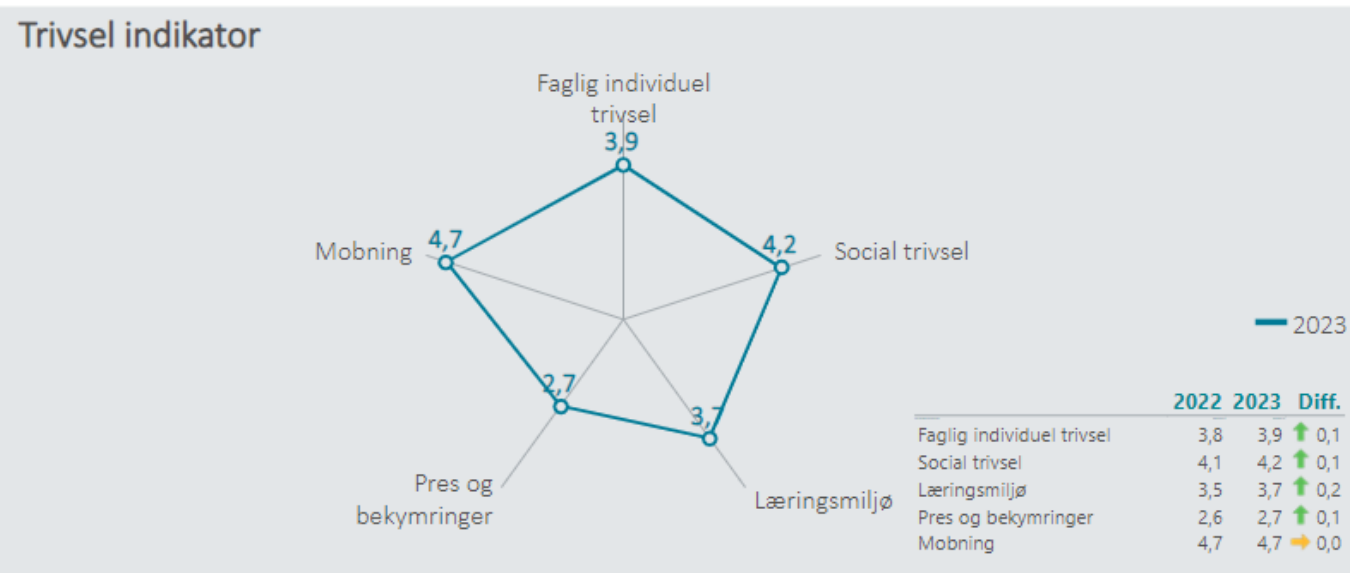 Trivsel indikator
Faglig individuel
trivsel
3,9
Mobning
4,7
4,2
Social trivsel
2023
2,7
3,7
Pres og
bekymringer
Læringsmiljø
2022 2023 Diff.
Faglig individuel trivsel 3,8 3,9 0,1
Social trivsel 4,1 4,2 0,1
Læringsmiljø 3,5 3,7 0,2
Pres og bekymringer 2,6 2,7 0,1
Mobning 4,7 4,7 0,0